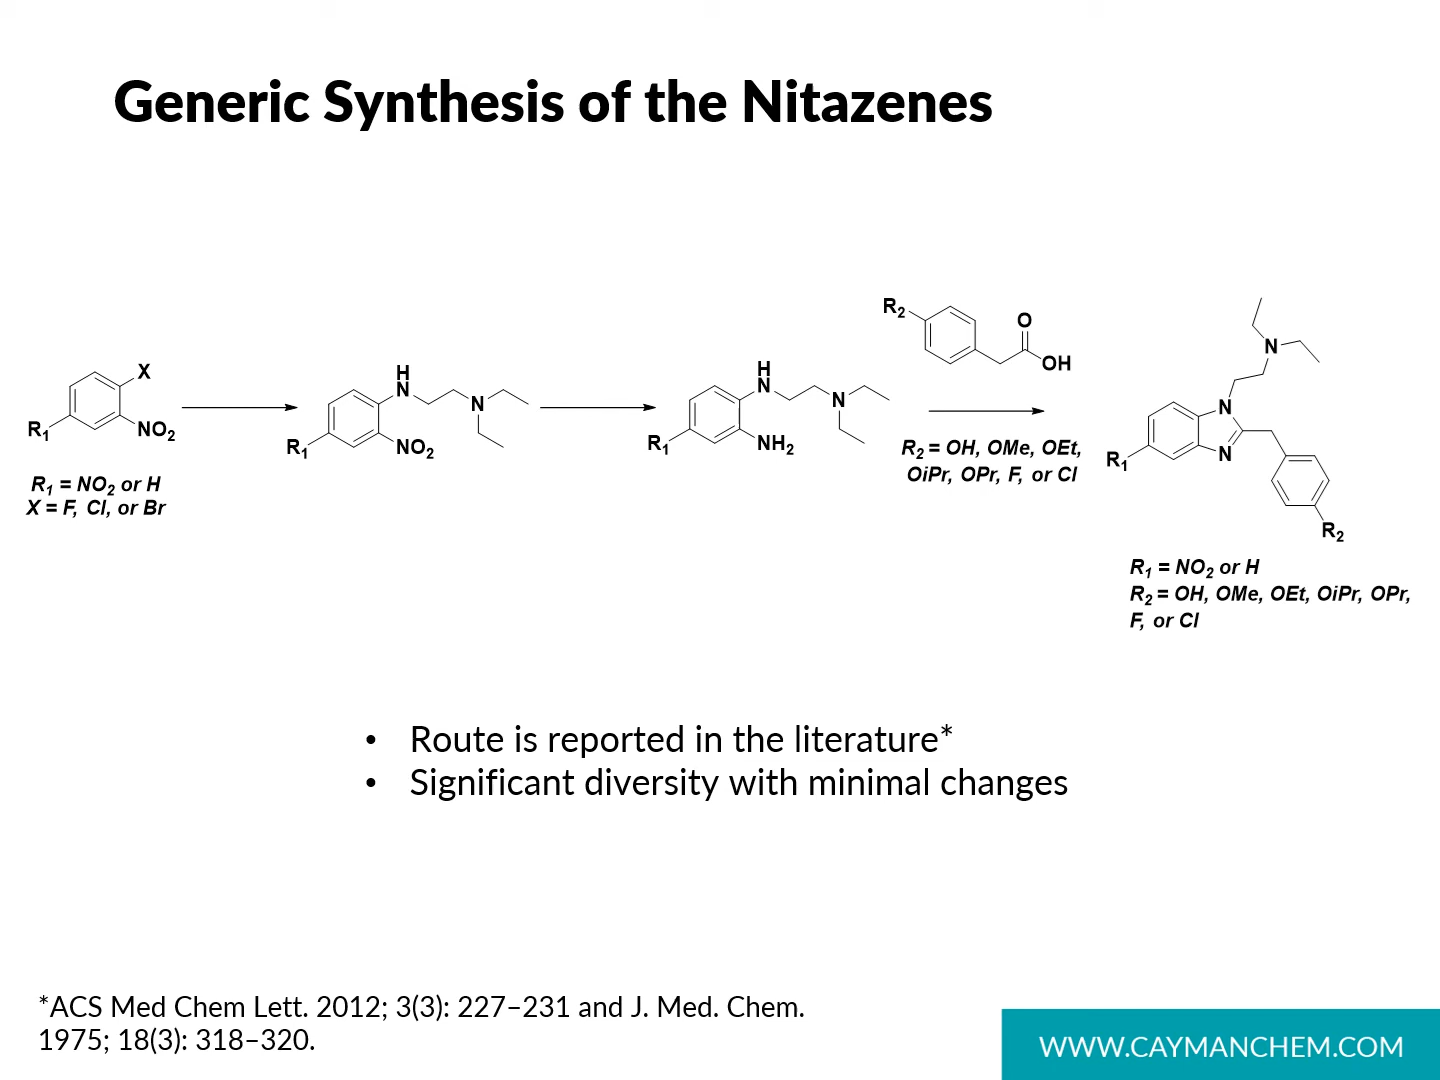 Generic Synthesis of the Nitazenes
R2
O
OH
X
R1
NO2
R1 = NO2 or H
X = F, Cl, or Br
H
N
N
R1
NO2
H
N
N
R1
NH2
R2 = OH, OMe, OEt,
OiPr, OPr, F, or Cl
N
N
N
R1
R2
R1 = NO2 or H
R2 = OH, OMe, OEt, OiPr, OPr,
F, or Cl
• Route is reported in the literature*
• Significant diversity with minimal changes
*ACS Med Chem Lett. 2012; 3(3): 227–231 and J. Med. Chem.
1975; 18(3): 318–320.
WWW.CAYMANCHEM.COM